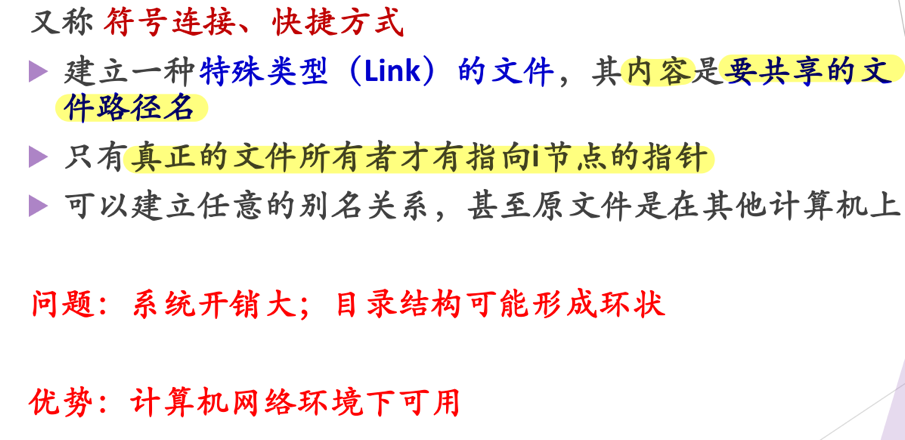 又称 符号连接、快捷方式
建立一种特殊类型（Link）的文件，其内容是要共享的文
件路径名
只有真正的文件所有者才有指向i节点的指针
可以建立任意的别名关系，甚至原文件是在其他计算机上
问题：系统开销大；目录结构可能形成环状
优势：计算机网络环境下可用